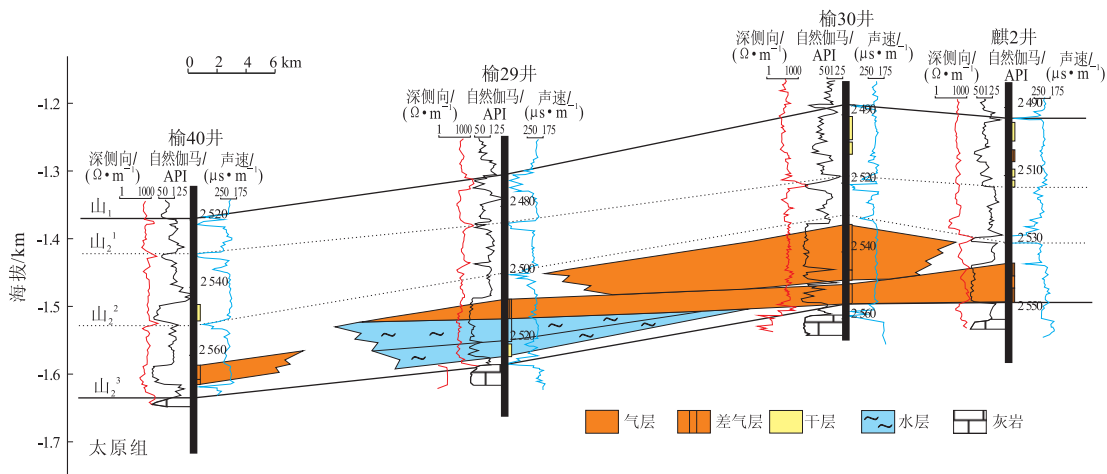 榆30井
麒2井
深侧向/
(Ω•m⁻¹)
自然伽马/
API
声速/
(μs•m⁻¹)
1 1000
50125
250 175
深侧向/
(Ω•m⁻¹)
自然伽马/
API
声速/
(μs•m⁻¹)
1 1000
50125
250 175
0 6 km
榆29井
深侧向/
(Ω•m⁻¹)
自然伽马/
API
声速/
(μs•m⁻¹)
1 1000
50 125
250 175
榆40井
深侧向/
(Ω•m⁻¹)
自然伽马/
API
声速/
(μs•m⁻¹)
1 1000
50 125
250 175
海拔/km
-1.2
-1.3
-1.4
-1.5
-1.6
-1.7
山₁
山₂¹
山₂²
山₂³
太原组
2 520
2 540
2 560
2 480
2 500
2 520
2 490
2 520
2 540
2 560
2 490
2 510
2 530
2 550
气层
差气层
干层
水层
灰岩